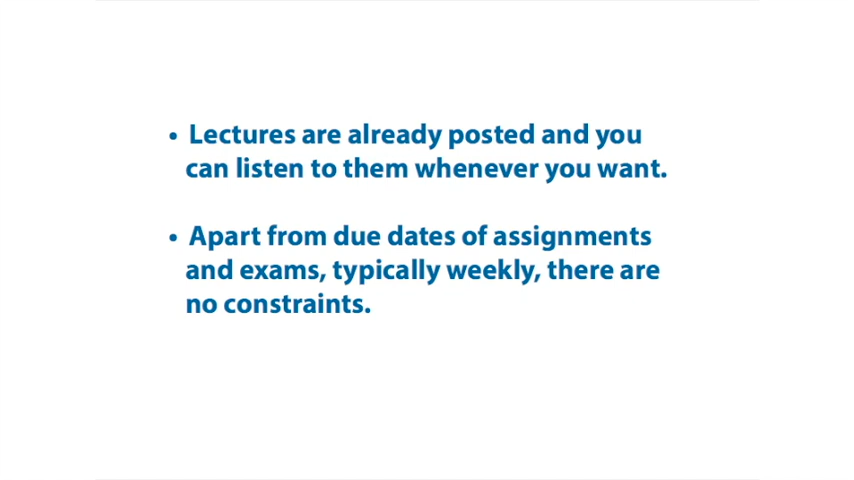 • Lectures are already posted and you
can listen to them whenever you want.
• Apart from due dates of assignments
and exams, typically weekly, there are
no constraints.